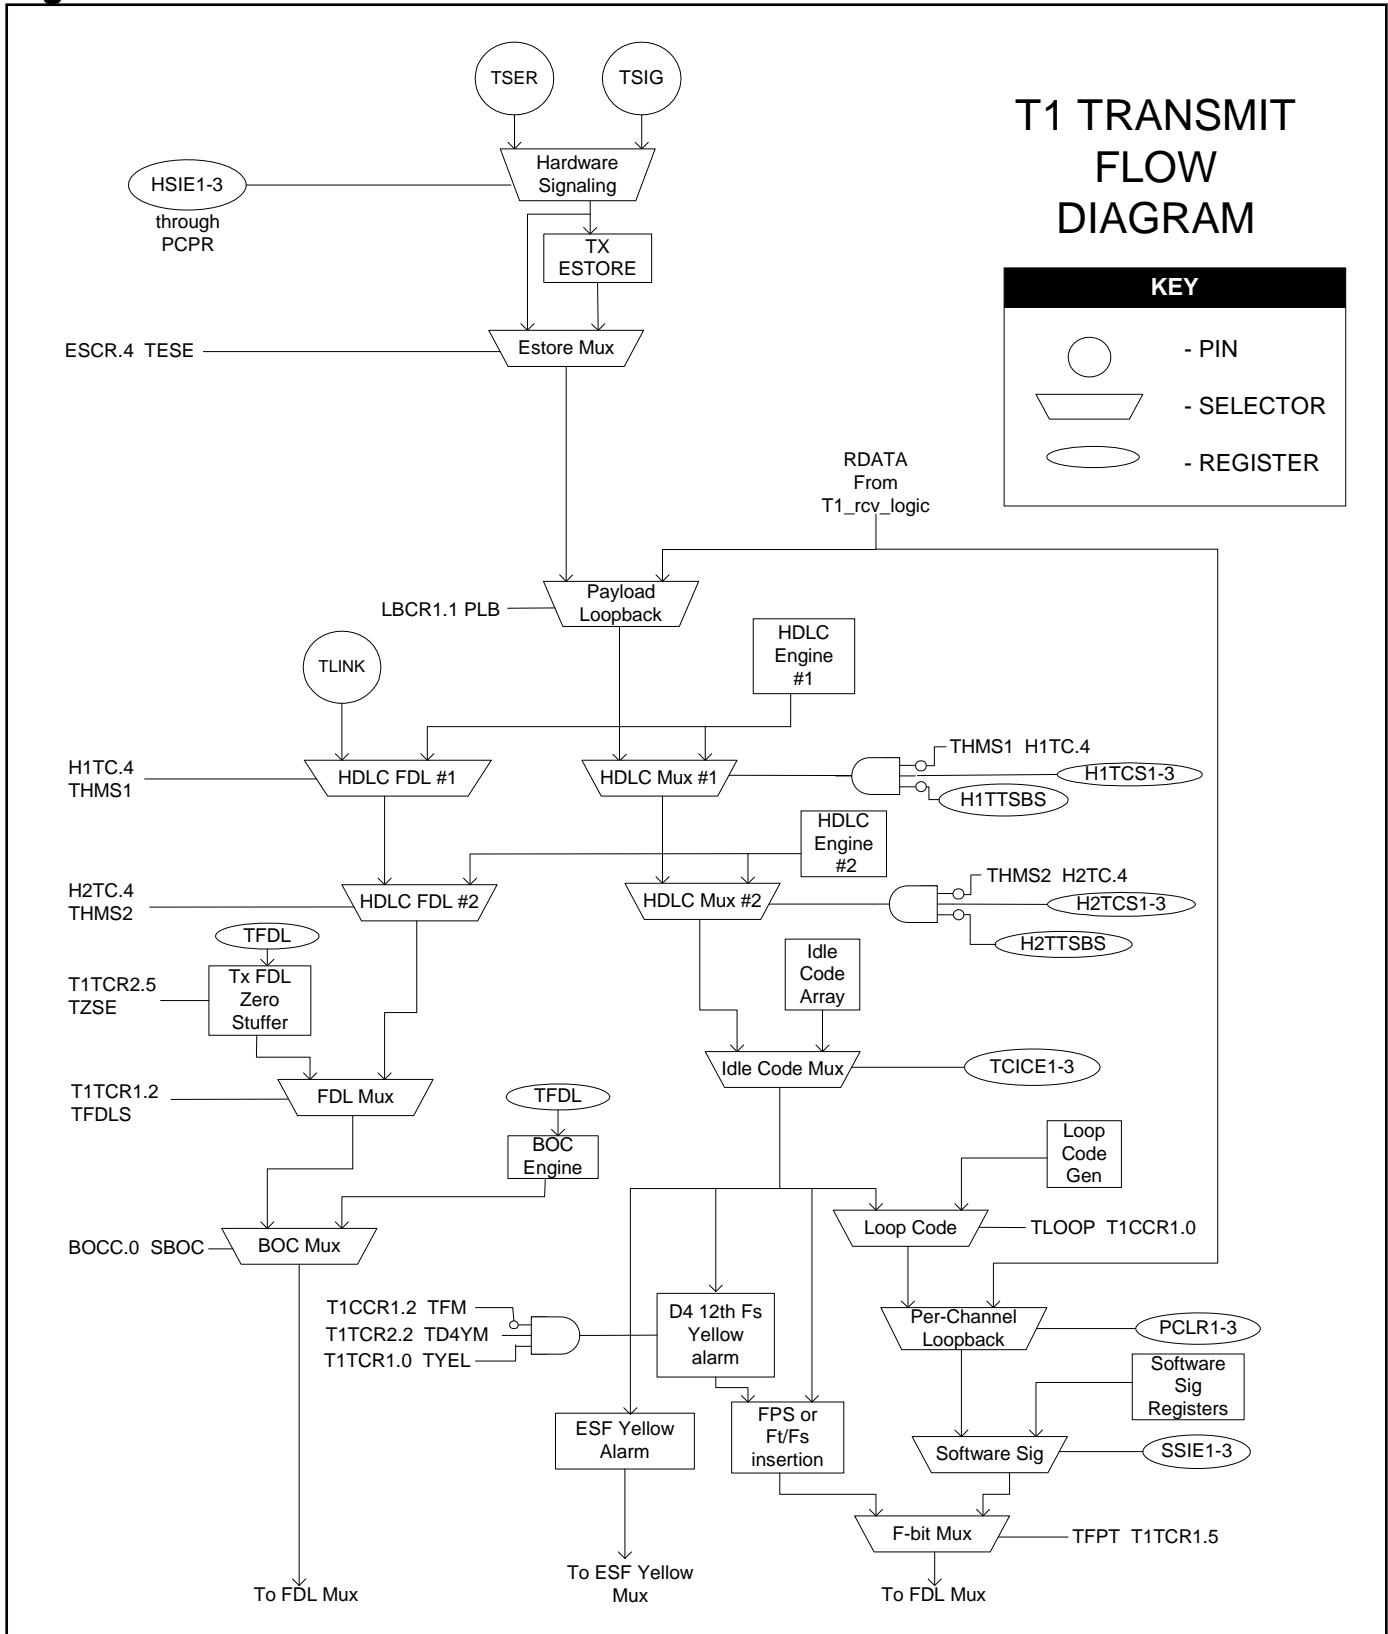 TSER
TSIG
T1 TRANSMIT
FLOW
DIAGRAM
Hardware
Signaling
HSIE1-3
through
PCPR
TX
ESTORE
KEY
- PIN
- SELECTOR
- REGISTER
ESCR.4 TESE
Estore Mux
RDATA
From
T1_rcv_logic
LBCR1.1 PLB
Payload
Loopback
HDLC
Engine
#1
TLINK
H1TC.4
THMS1
HDLC FDL #1
HDLC Mux #1
THMS1 H1TC.4
H1TCS1-3
H1TTSBS
HDLC
Engine
#2
H2TC.4
THMS2
HDLC FDL #2
HDLC Mux #2
THMS2 H2TC.4
H2TCS1-3
H2TTSBS
TFDL
T1TCR2.5
TZSE
Tx FDL
Zero
Stuffer
Idle
Code
Array
Idle Code Mux
TCICE1-3
T1TCR1.2
TFDLS
FDL Mux
TFDL
BOC
Engine
Loop
Code
Gen
BOCC.0 SBOC
BOC Mux
Loop Code
TLOOP T1CCR1.0
T1CCR1.2 TFM
T1TCR2.2 TD4YM
T1TCR1.0 TYEL
D4 12th Fs
Yellow
alarm
Per-Channel
Loopback
PCLR1-3
Software
Sig
Registers
ESF Yellow
Alarm
FPS or
Ft/Fs
insertion
Software Sig
SSIE1-3
F-bit Mux
TFPT T1TCR1.5
To FDL Mux
To ESF Yellow
Mux
To FDL Mux